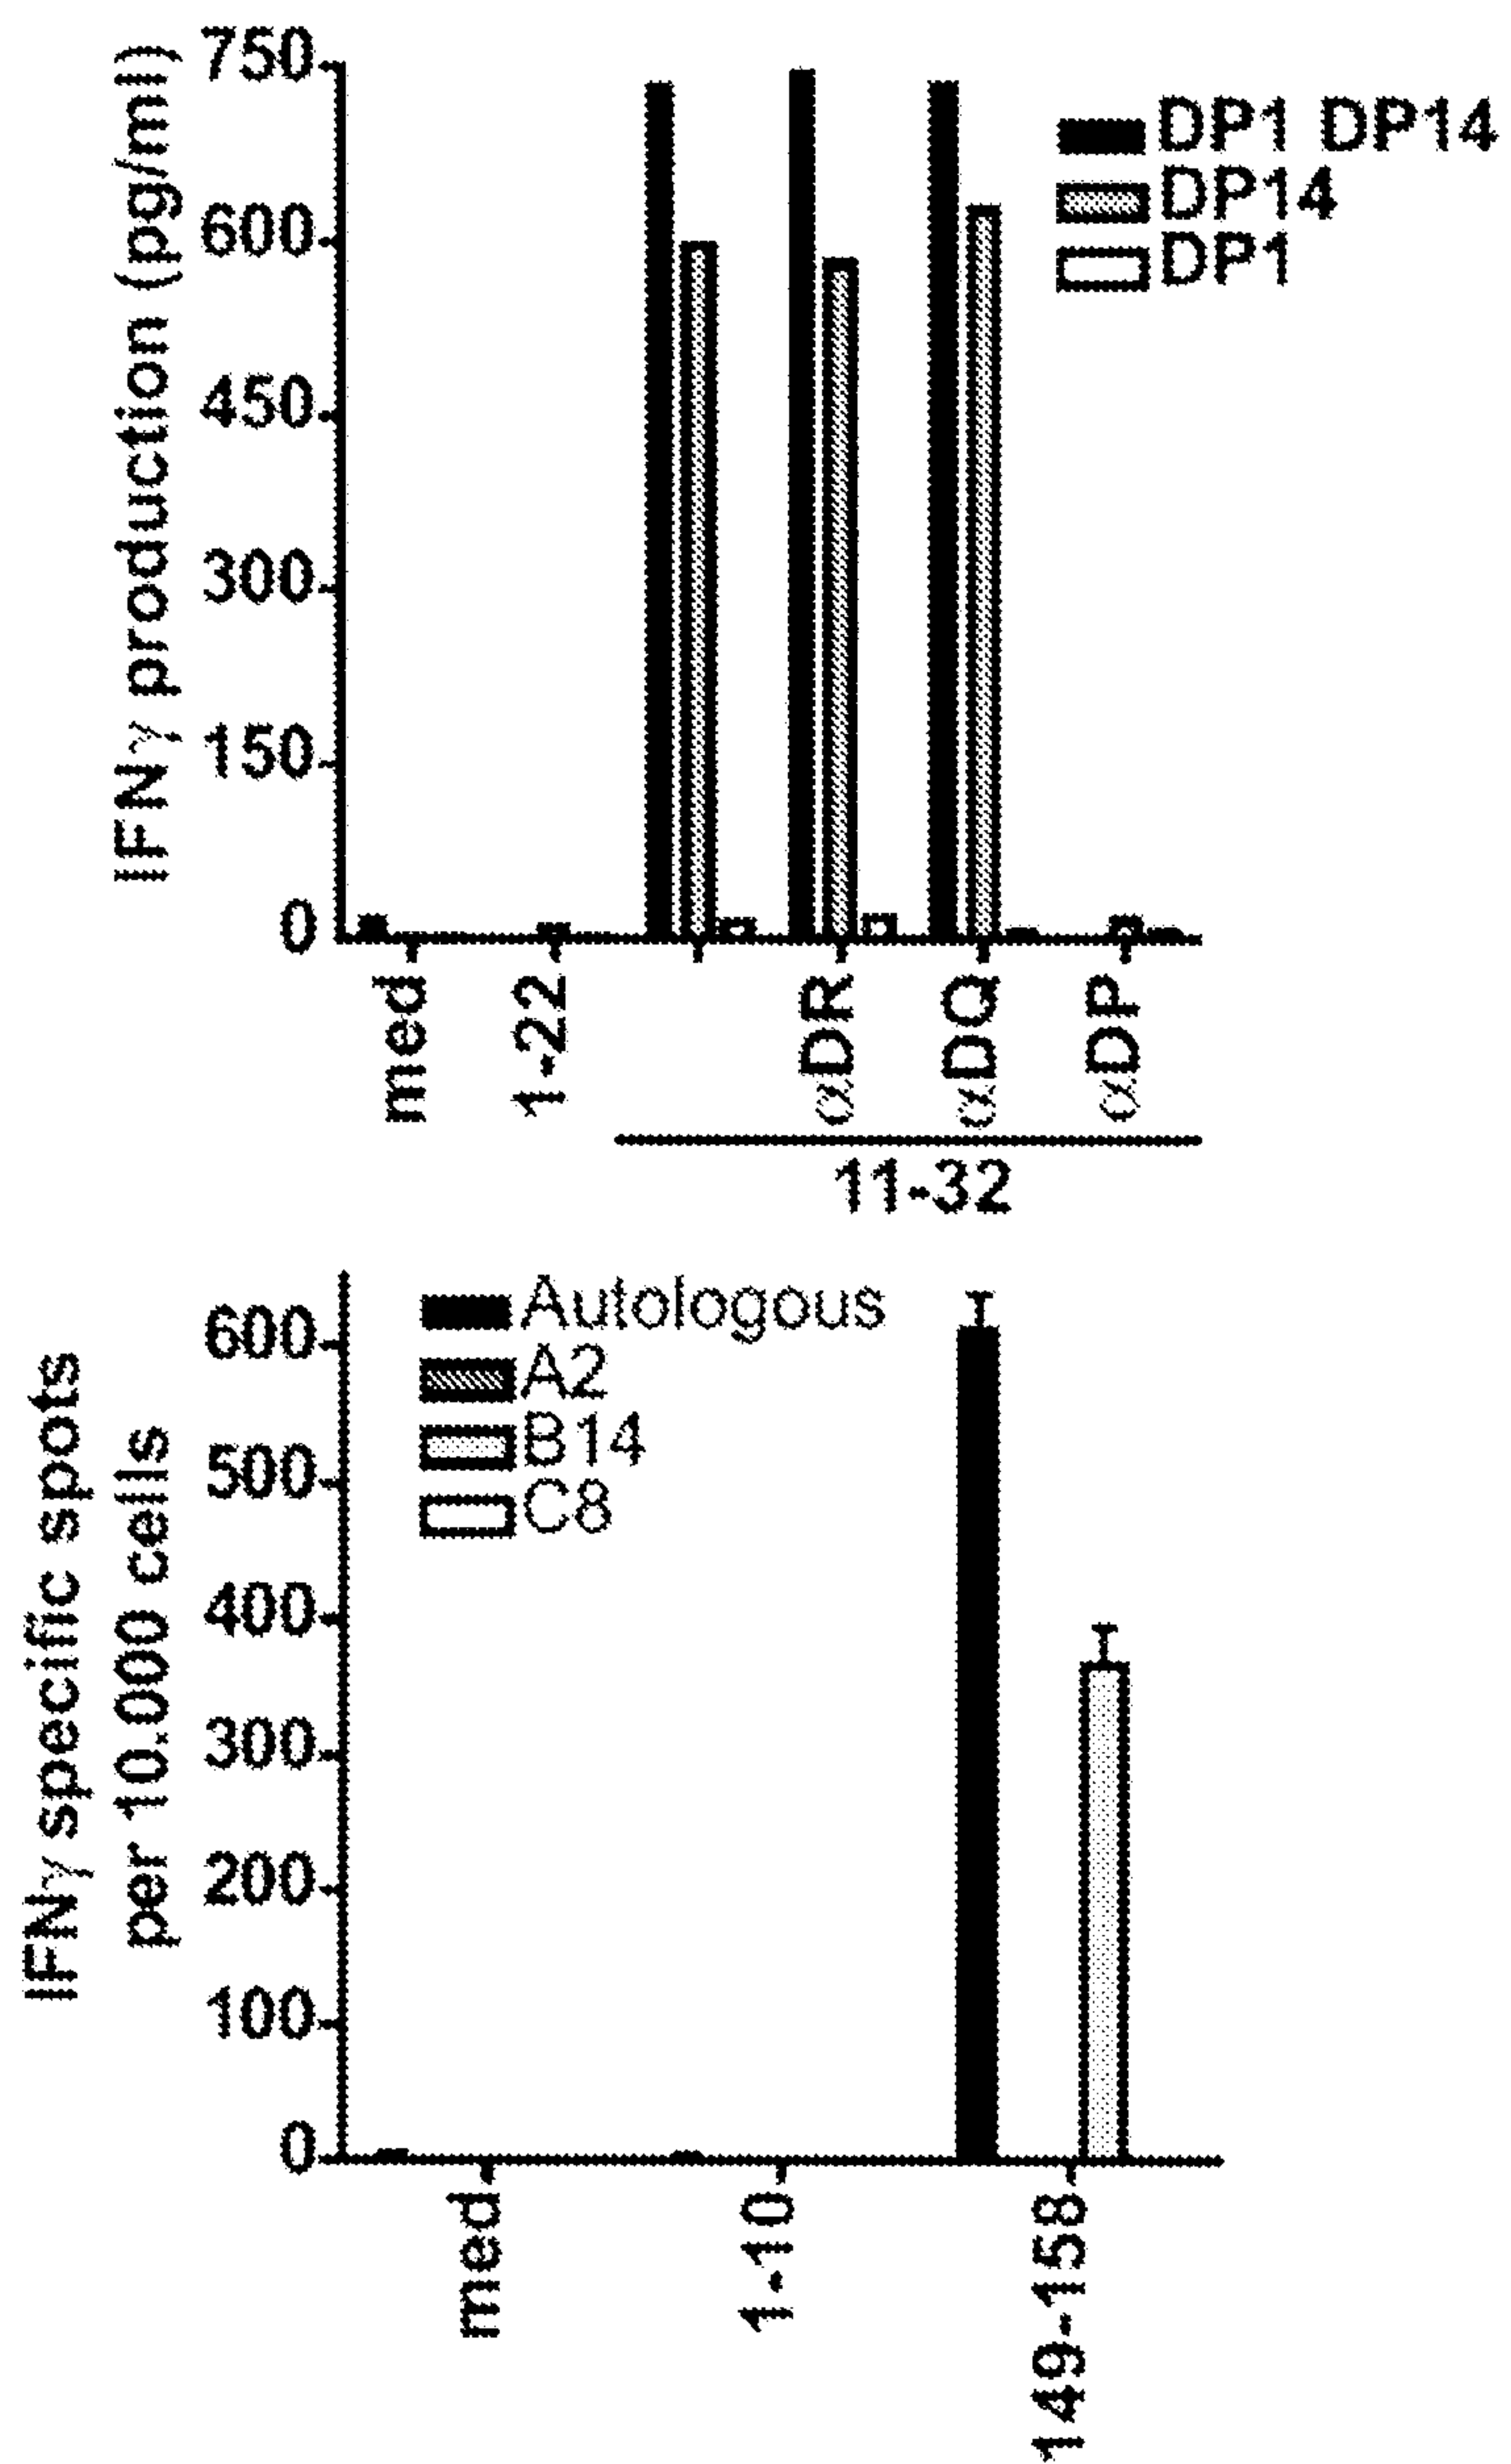 IFNγ production (pg/ml)
750
600
450
300
150
0
DP1 DP14
DP14
DP1
med
1-22
αDR
αDQ
αDP
11-32
IFNγ specific spots
per 10.000 cells
600
500
400
300
200
100
0
Autologous
A2
B14
C8
med
1-10
149-158